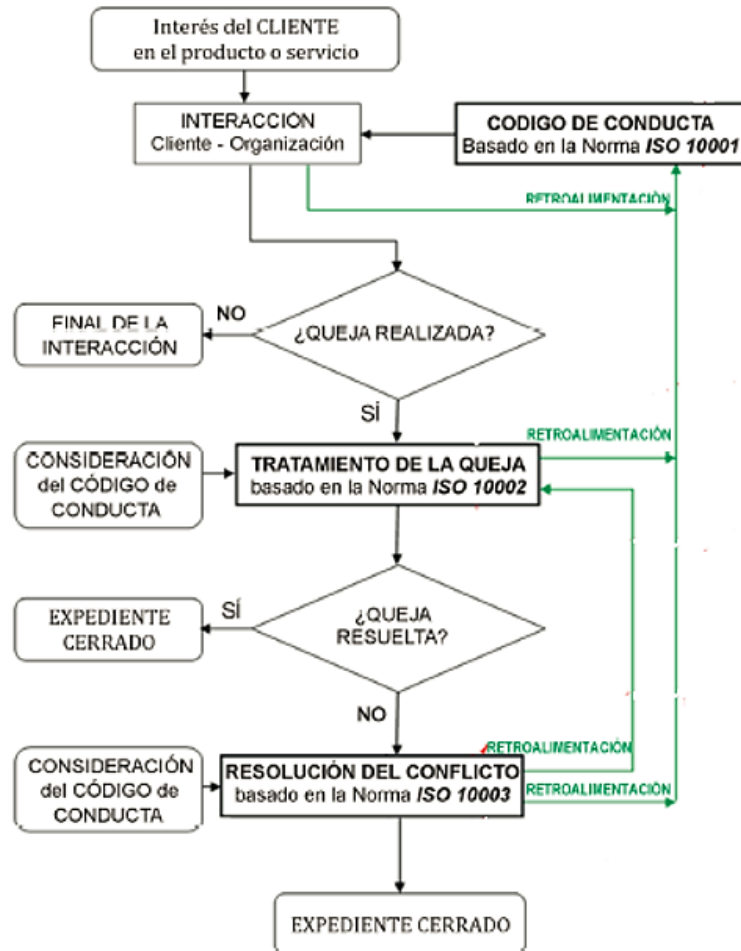 Interés del CLIENTE
en el producto o servicio
INTERACCIÓN
Cliente - Organización
CODIGO DE CONDUCTA
Basado en la Norma ISO 10001
RETROALIMENTACIÓN
¿QUEJA REALIZADA?
NO
FINAL DE LA
INTERACCIÓN
SÍ
RETROALIMENTACIÓN
CONSIDERACIÓN
del CÓDIGO de
CONDUCTA
TRATAMIENTO DE LA QUEJA
basado en la Norma ISO 10002
¿QUEJA
RESUELTA?
SÍ
EXPEDIENTE
CERRADO
NO
RETROALIMENTACIÓN
CONSIDERACIÓN
del CÓDIGO de
CONDUCTA
RESOLUCIÓN DEL CONFLICTO
basado en la Norma ISO 10003
RETROALIMENTACIÓN
EXPEDIENTE CERRADO